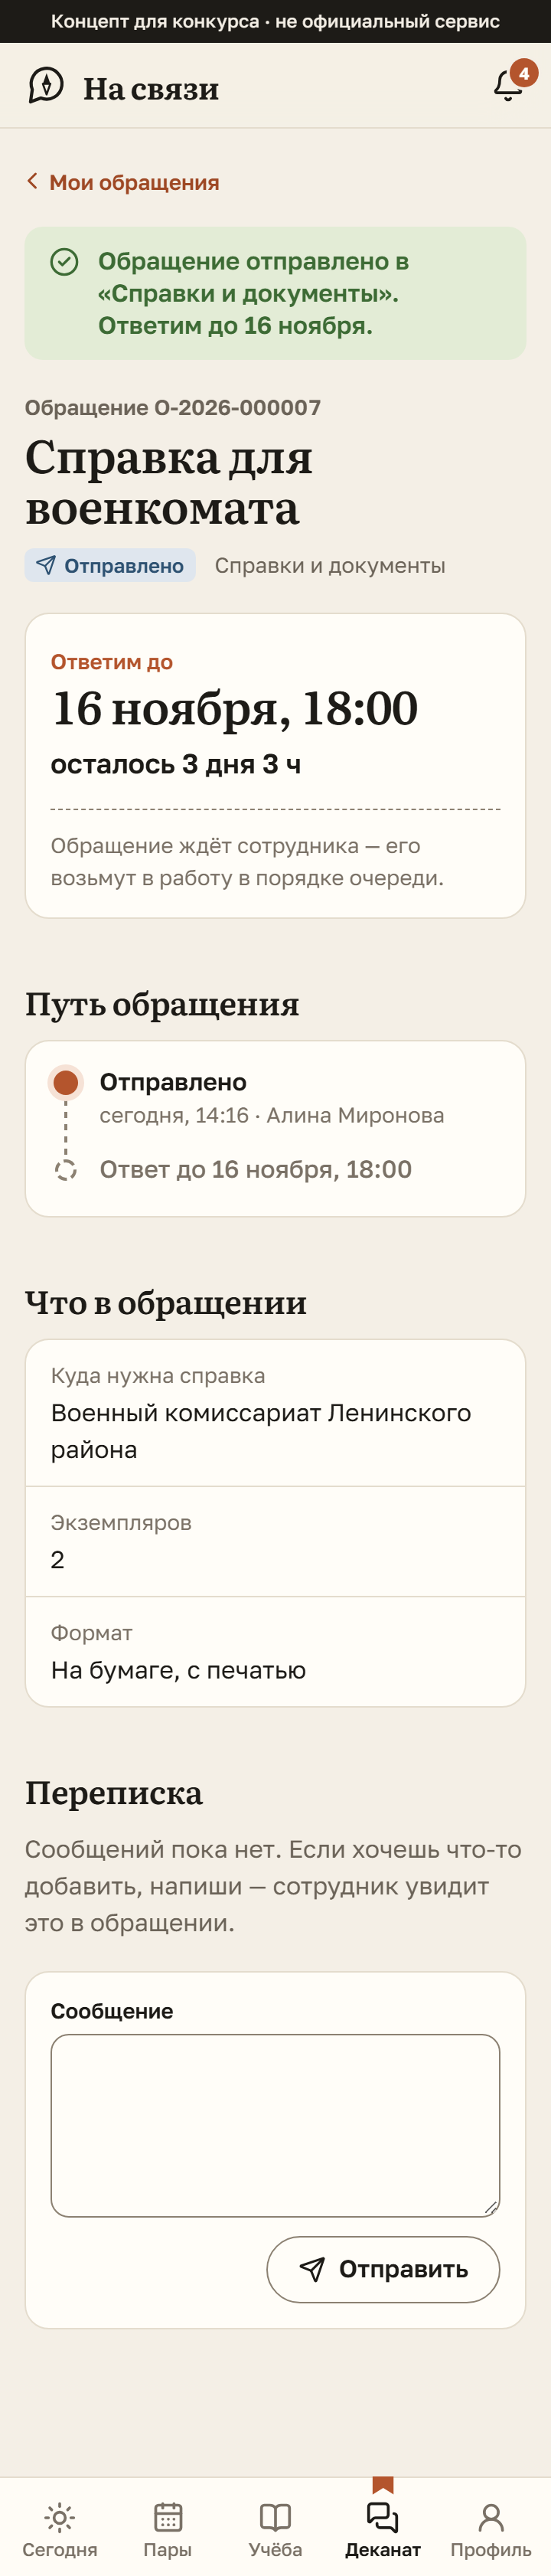 Концепт для конкурса · не официальный сервис
На связи
4
Мои обращения
Обращение отправлено в
«Справки и документы».
Ответим до 16 ноября.
Обращение О-2026-000007
Справка для
военкомата
Отправлено
Справки и документы
Ответим до
16 ноября, 18:00
осталось 3 дня 3 ч
Обращение ждёт сотрудника — его
возьмут в работу в порядке очереди.
Путь обращения
Отправлено
сегодня, 14:16 · Алина Миронова
Ответ до 16 ноября, 18:00
Что в обращении
Куда нужна справка
Военный комиссариат Ленинского
района
Экземпляров
2
Формат
На бумаге, с печатью
Переписка
Сообщений пока нет. Если хочешь что-то
добавить, напиши — сотрудник увидит
это в обращении.
Сообщение
Отправить
Сегодня
Пары
Учёба
Деканат
Профиль